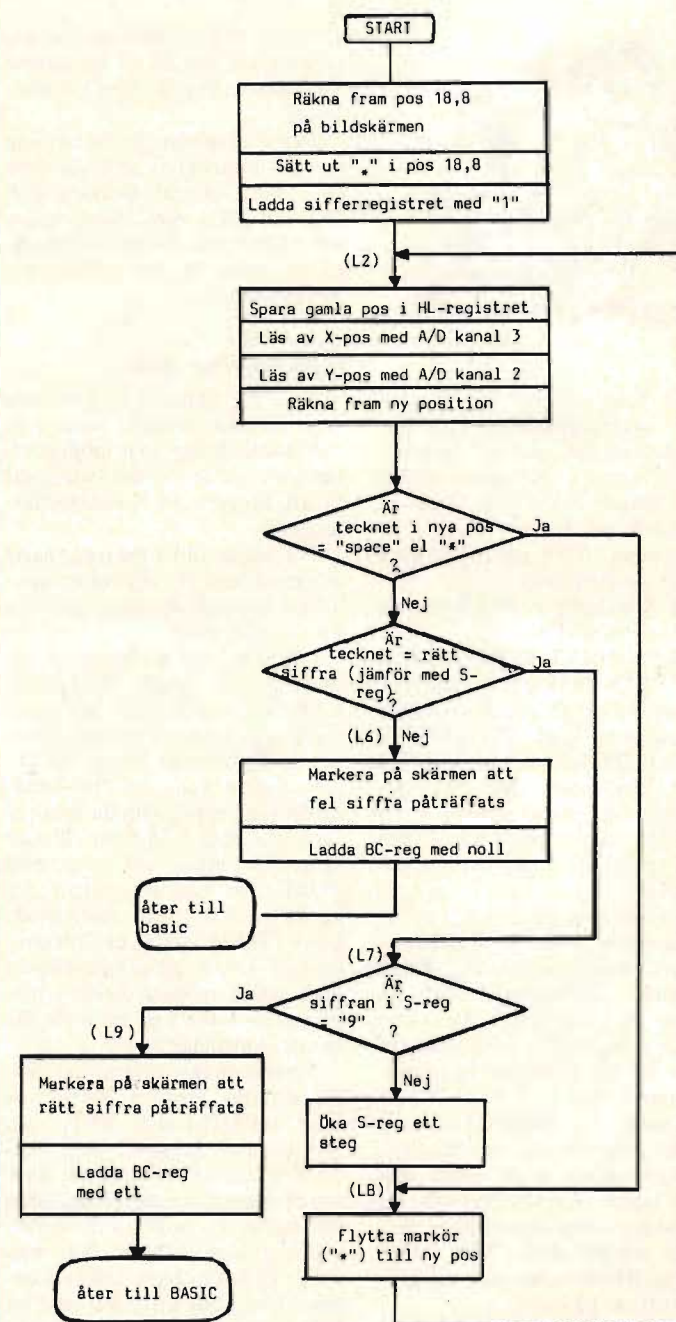 START
Räkna fram pos 18,8
på bildskärmen
Sätt ut "*" i pos 18,8
Ladda sifferregistret med "1"
(L2)
Spara gamla pos i HL-registret
Läs av X-pos med A/D kanal 3
Läs av Y-pos med A/D kanal 2
Räkna fram ny position
Är
tecknet i nya pos
= "space" el "*"
?
Ja
Nej
Är
tecknet = rätt
siffra (jämför med S-
reg)
?
Ja
(L6) Nej
Markera på skärmen att
fel siffra påträffats
Ladda BC-reg med noll
åter till
basic
(L7)
Är
siffran i S-reg
= "9"
?
Ja
(L9)
Nej
Markera på skärmen att
rätt siffra påträffats
Ladda BC-reg
med ett
Öka S-reg ett
steg
(L8)
Flytta markör
("*") till ny pos
åter till BASIC